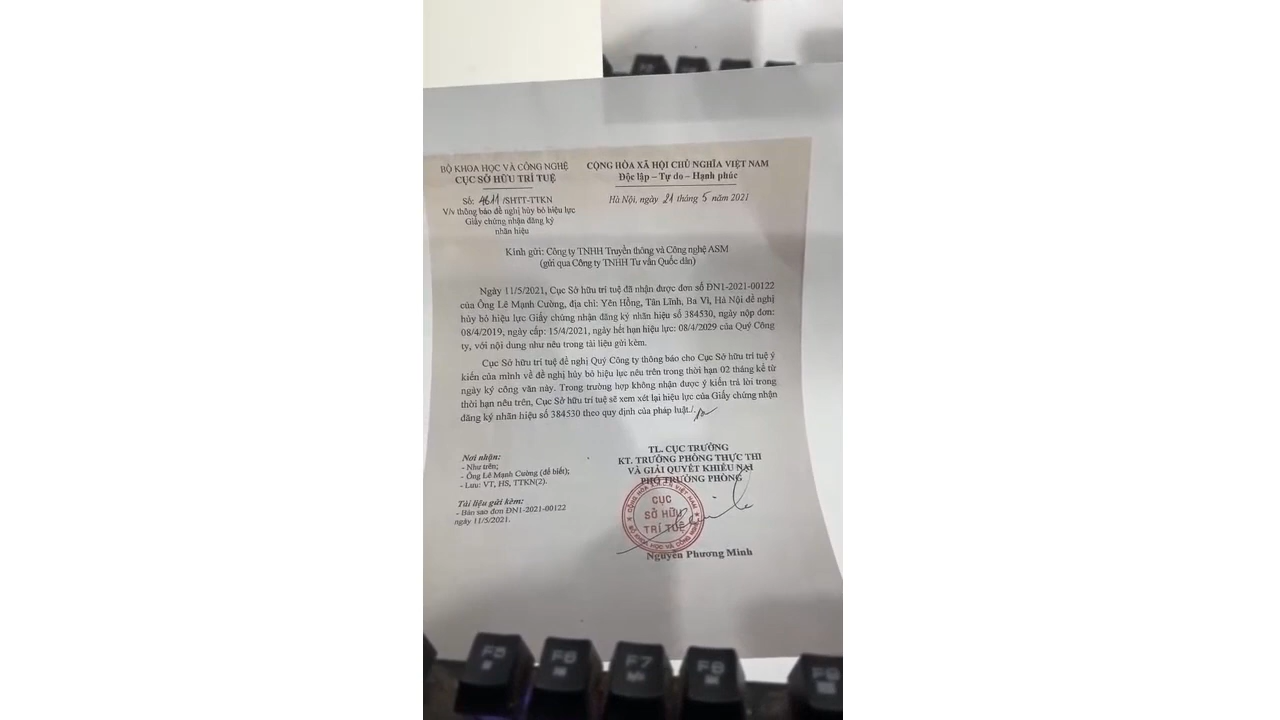 BỘ KHOA HỌC VÀ CÔNG NGHỆ
CỤC SỞ HỮU TRÍ TUỆ
Số: 4611 /SHTT-TTKN
V/v thông báo đề nghị hủy bỏ hiệu lực
Giấy chứng nhận đăng ký
nhãn hiệu
CỘNG HÒA XÃ HỘI CHỦ NGHĨA VIỆT NAM
Độc lập – Tự do – Hạnh phúc
Hà Nội, ngày 21 tháng 5 năm 2021
Kính gửi: Công ty TNHH Truyền thông và Công nghệ ASM
(gửi qua Công ty TNHH Tư vấn Quốc dân)
Ngày 11/5/2021, Cục Sở hữu trí tuệ đã nhận được đơn số ĐN1-2021-00122
của Ông Lê Mạnh Cường, địa chỉ: Yên Hồng, Tản Lĩnh, Ba Vì, Hà Nội đề nghị
hủy bỏ hiệu lực Giấy chứng nhận đăng ký nhãn hiệu số 384530, ngày nộp đơn:
08/4/2019, ngày cấp: 15/4/2021, ngày hết hạn hiệu lực: 08/4/2029 của Quý Công
ty, với nội dung như nêu trong tài liệu gửi kèm.
Cục Sở hữu trí tuệ đề nghị Quý Công ty thông báo cho Cục Sở hữu trí tuệ ý
kiến của mình về đề nghị hủy bỏ hiệu lực nêu trên trong thời hạn 02 tháng kể từ
ngày ký công văn này. Trong trường hợp không nhận được ý kiến trả lời trong
thời hạn nêu trên, Cục Sở hữu trí tuệ sẽ xem xét lại hiệu lực của Giấy chứng nhận
đăng ký nhãn hiệu số 384530 theo quy định của pháp luật./.
Nơi nhận:
- Như trên;
- Ông Lê Mạnh Cường (để biết);
- Lưu: VT, HS, TTKN(2).
Tài liệu gửi kèm:
- Bản sao đơn ĐN1-2021-00122
ngày 11/5/2021.
TL. CỤC TRƯỞNG
KT. TRƯỞNG PHÒNG THỰC THI
VÀ GIẢI QUYẾT KHIẾU NẠI
PHÓ TRƯỞNG PHÒNG
CỤC
SỞ HỮU
TRÍ TUỆ
Nguyễn Phương Minh
F5
F6
F7
F8
F9